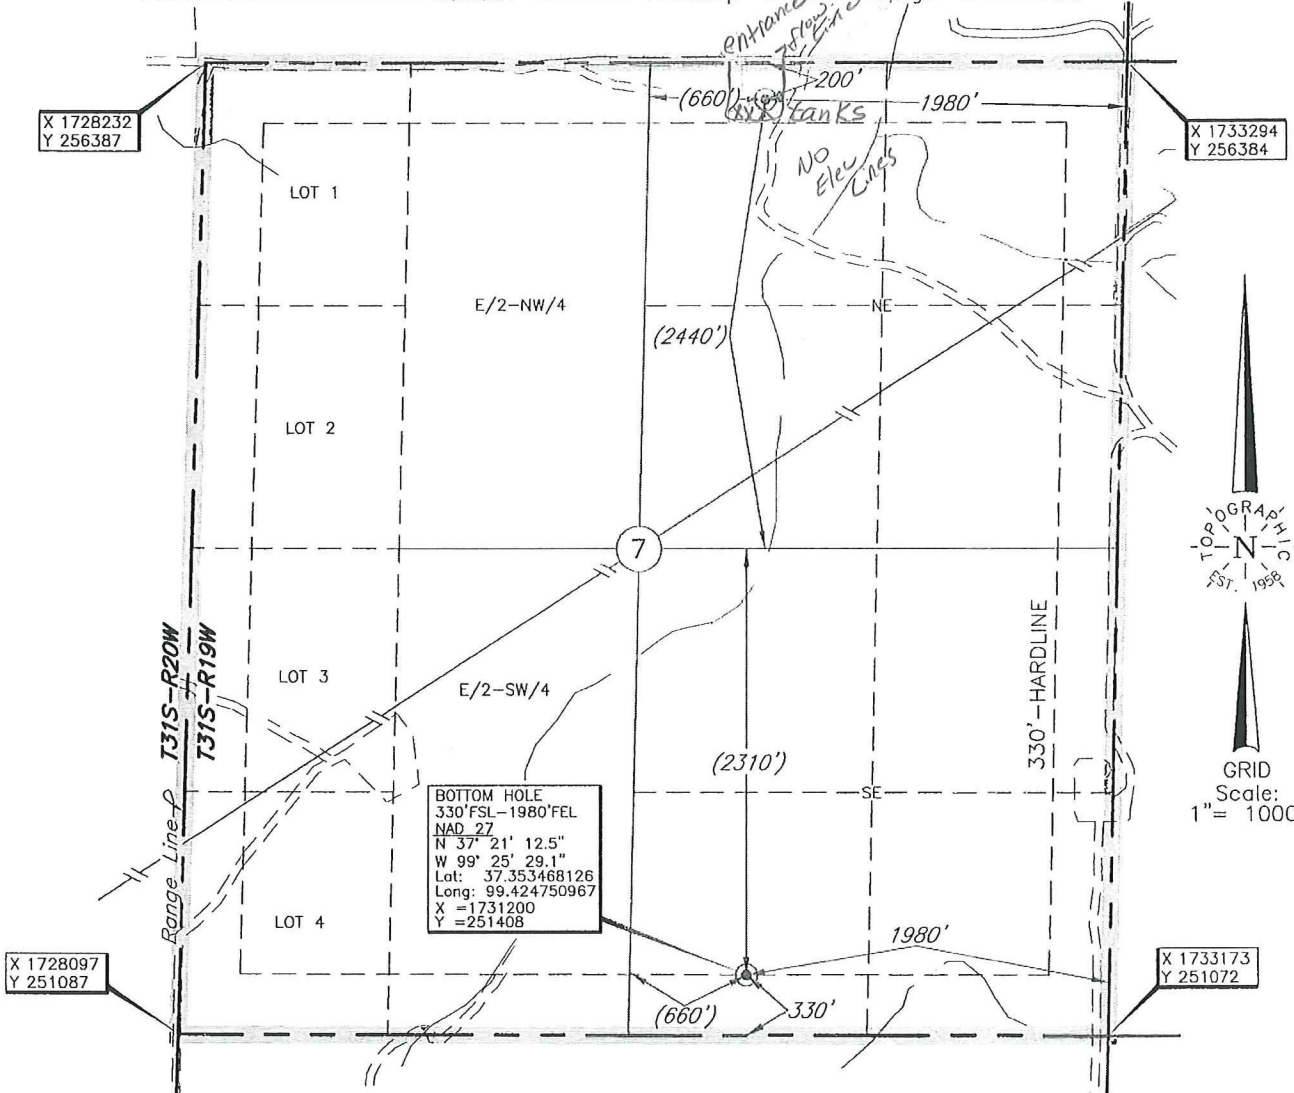 entrance
flow
Line
200'
(660')
1980'
xxx tanks
X 1728232
Y 256387
X 1733294
Y 256384
NO
Elev
Lines
LOT 1
E/2-NW/4
NE
(2440')
LOT 2
7
TOPOGRAPHIC
N
EST. 1958
T31S-R20W
T31S-R19W
LOT 3
E/2-SW/4
330'-HARDLINE
(2310')
SE
GRID
Scale:
1"= 1000
BOTTOM HOLE
330'FSL-1980'FEL
NAD 27
N 37° 21' 12.5"
W 99° 25' 29.1"
Lat: 37.353468126
Long: 99.424750967
X =1731200
Y =251408
Range Line
LOT 4
1980'
X 1728097
Y 251087
X 1733173
Y 251072
(660')
330'